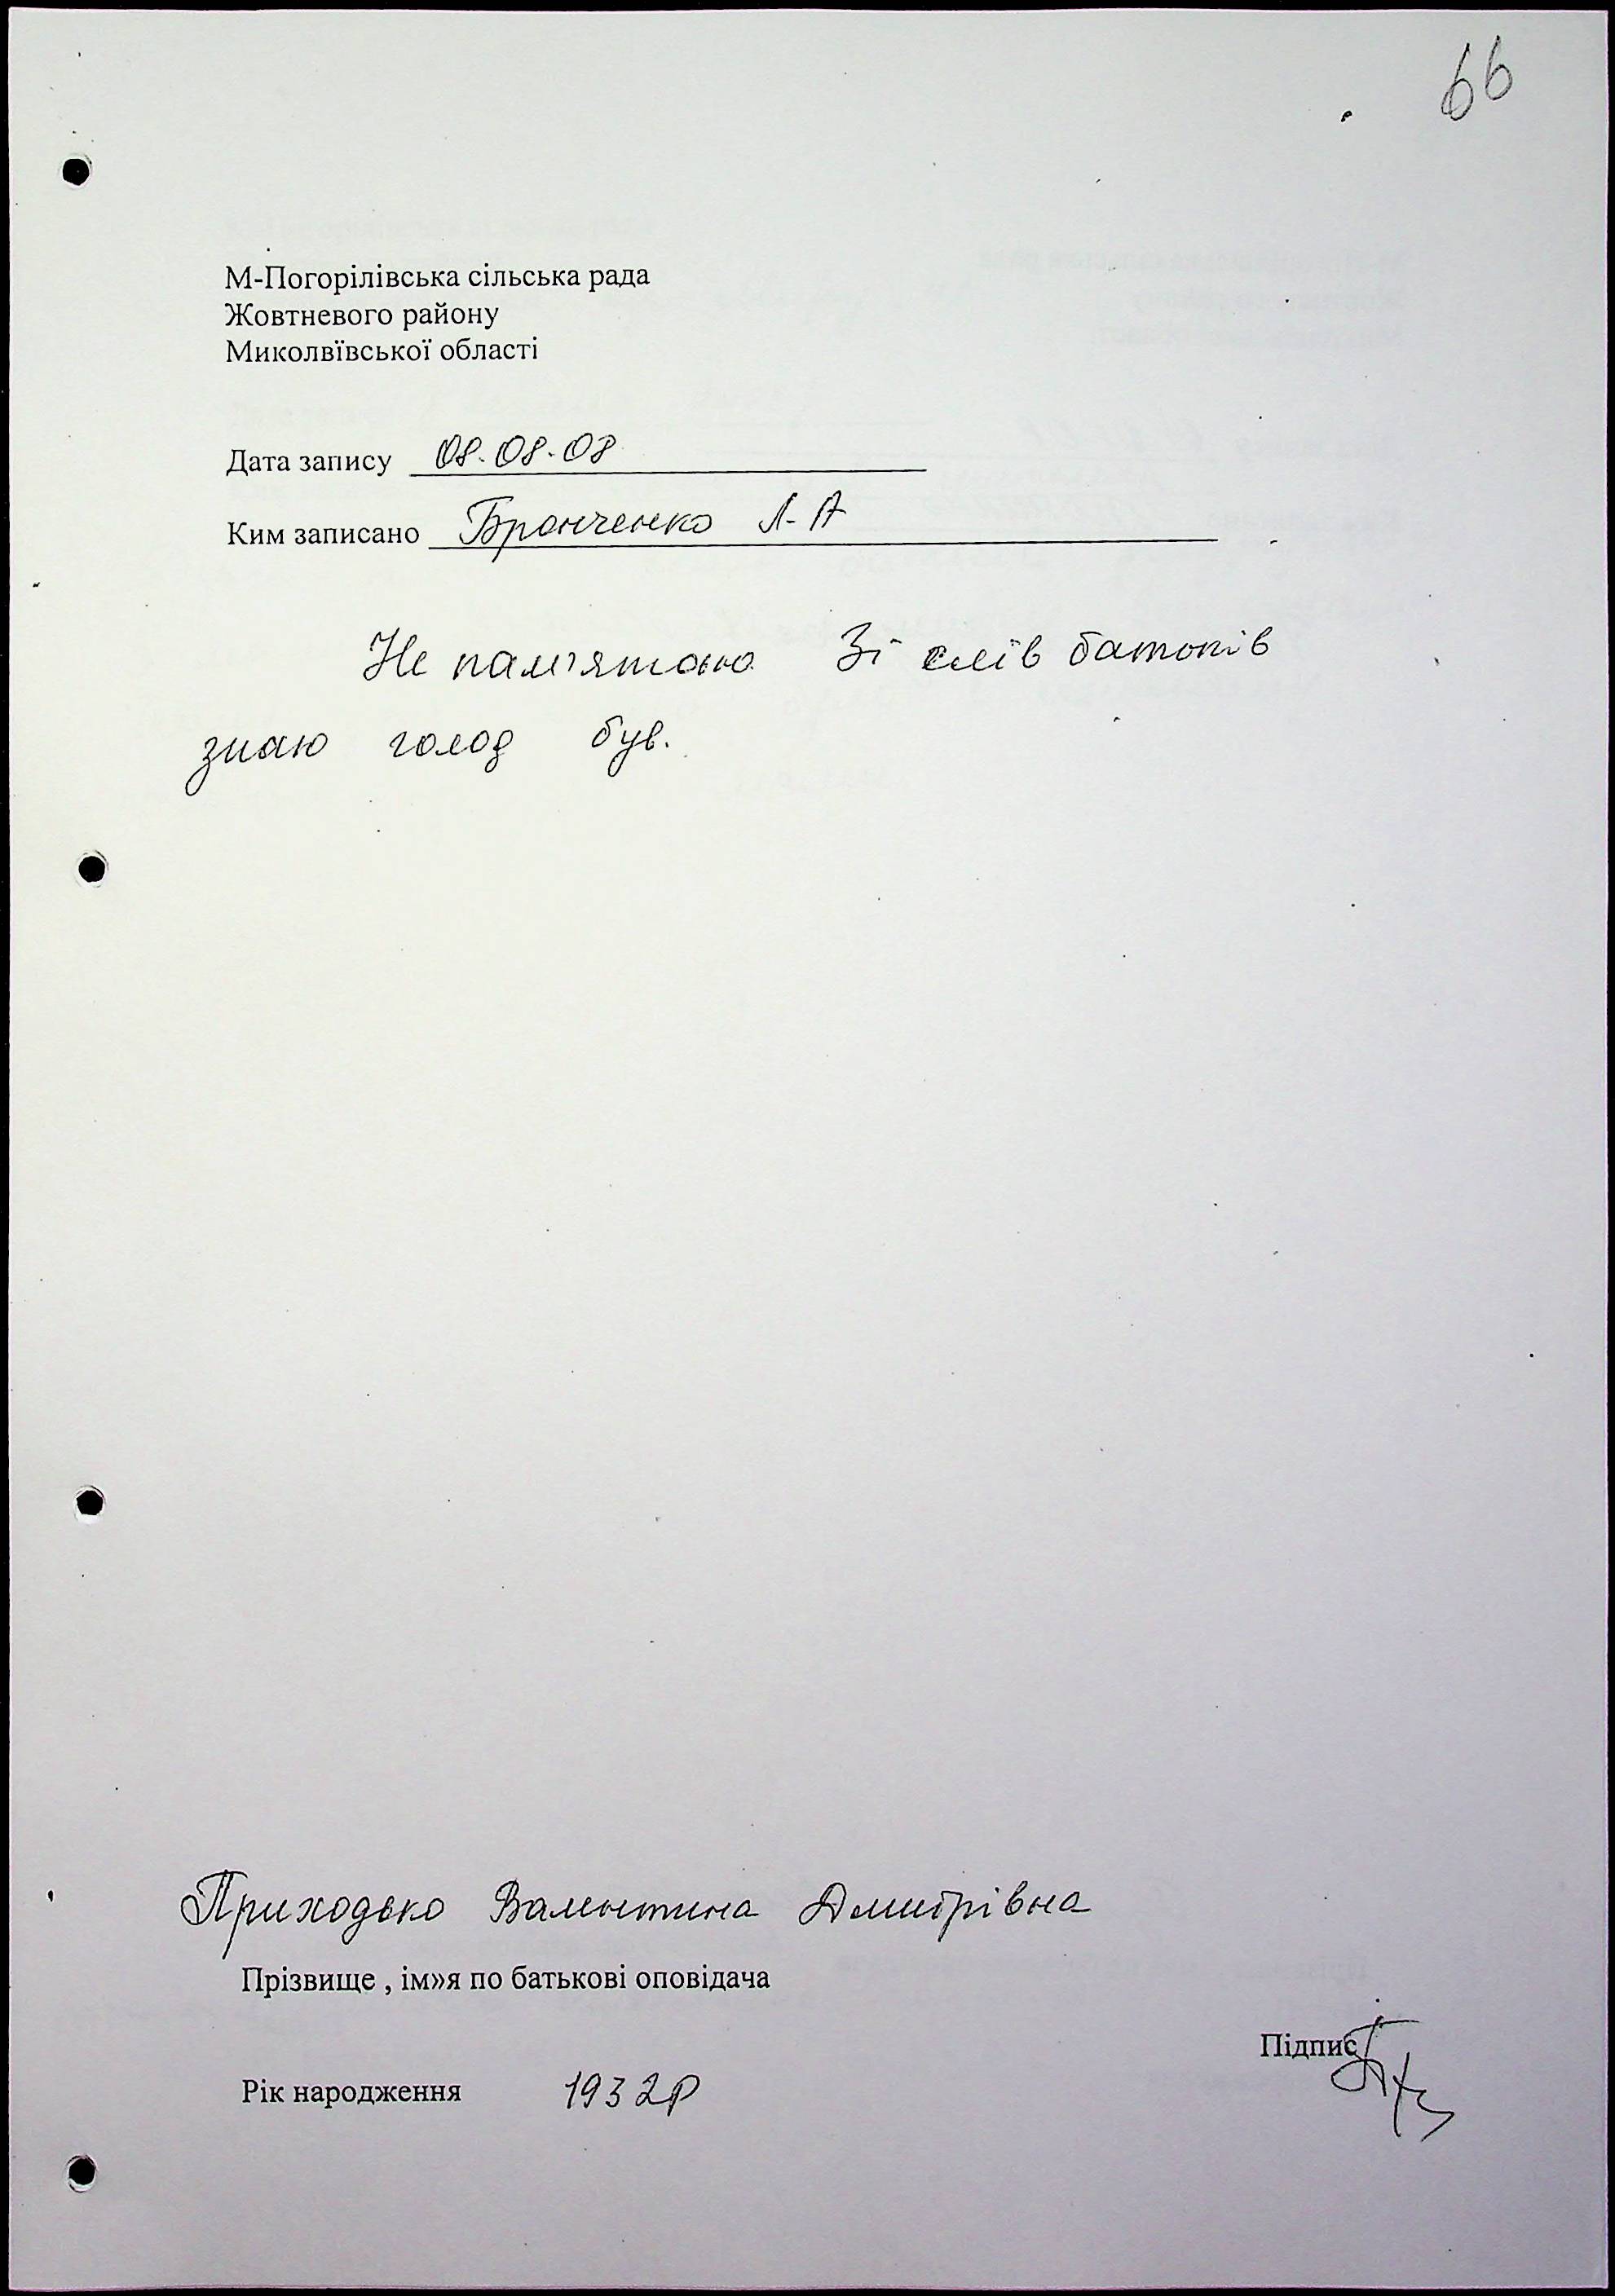 66
М-Погорілівська сільська рада
Жовтневого району
Миколвївської області
Дата запису 08.08.08
Ким записано Бранченко Л. А
Не пам'ятаю Зі слів батьків
знаю голод був.
Приходько Валентина Дмитрівна
Прізвище , ім»я по батькові оповідача
Підпис
Рік народження 1932р